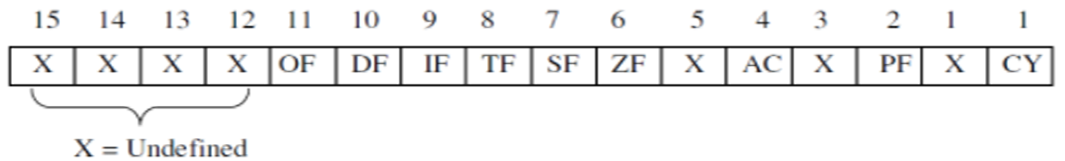 15 14 13 12 11 10 9 8 7 6 5 4 3 2 1 1
X X X X OF DF IF TF SF ZF X AC X PF X CY
X = Undefined